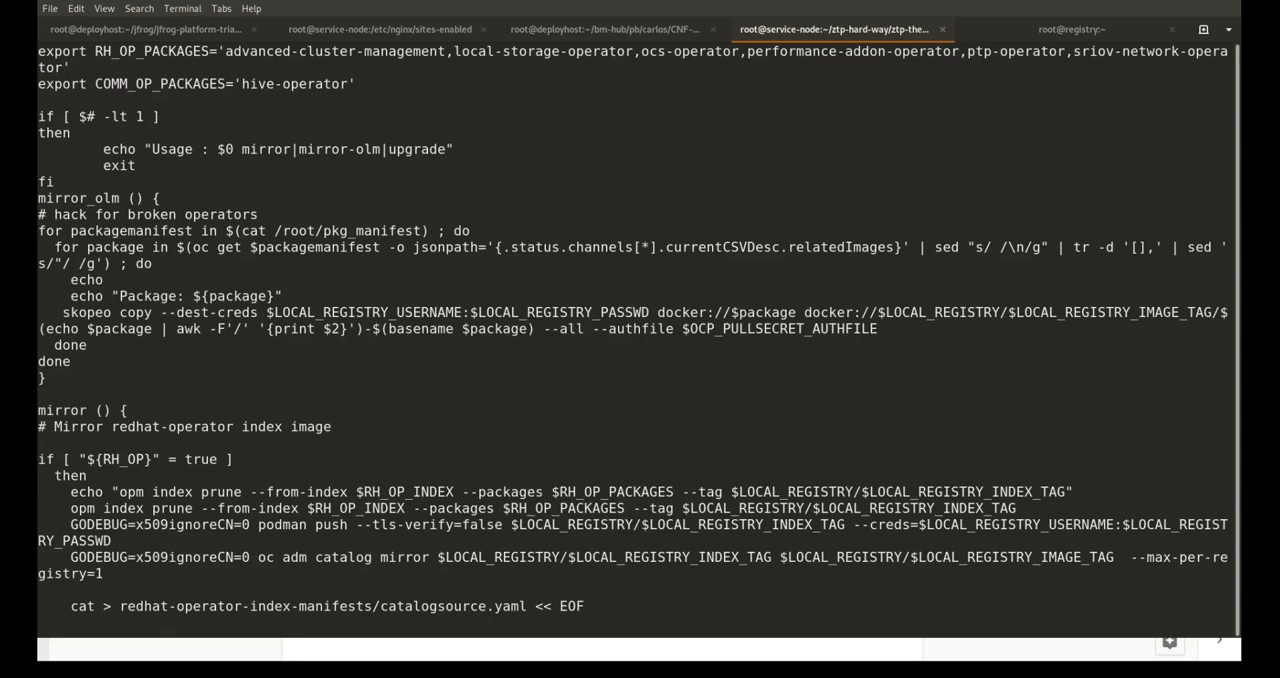 File Edit View Search Terminal Tabs Help
root@deployhost:~/jfrog/jfrog-platform-tria... × root@service-node:/etc/nginx/sites-enabled × root@deployhost:~/bm-hub/pb/carlos/CNF-... × root@service-node:~/ztp-hard-way/ztp-the... × root@registry:~ ×
export RH_OP_PACKAGES='advanced-cluster-management,local-storage-operator,ocs-operator,performance-addon-operator,ptp-operator,sriov-network-opera
tor'
export COMM_OP_PACKAGES='hive-operator'
if [ $# -lt 1 ]
then
        echo "Usage : $0 mirror|mirror-olm|upgrade"
        exit
fi
mirror_olm () {
# hack for broken operators
for packagemanifest in $(cat /root/pkg_manifest) ; do
  for package in $(oc get $packagemanifest -o jsonpath='{.status.channels[*].currentCSVDesc.relatedImages}' | sed "s/ /\n/g" | tr -d '[],' | sed '
s/"/ /g') ; do
    echo
    echo "Package: ${package}"
   skopeo copy --dest-creds $LOCAL_REGISTRY_USERNAME:$LOCAL_REGISTRY_PASSWD docker://$package docker://$LOCAL_REGISTRY/$LOCAL_REGISTRY_IMAGE_TAG/$
(echo $package | awk -F'/' '{print $2}')-$(basename $package) --all --authfile $OCP_PULLSECRET_AUTHFILE
  done
done
}
mirror () {
# Mirror redhat-operator index image
if [ "${RH_OP}" = true ]
  then
    echo "opm index prune --from-index $RH_OP_INDEX --packages $RH_OP_PACKAGES --tag $LOCAL_REGISTRY/$LOCAL_REGISTRY_INDEX_TAG"
    opm index prune --from-index $RH_OP_INDEX --packages $RH_OP_PACKAGES --tag $LOCAL_REGISTRY/$LOCAL_REGISTRY_INDEX_TAG
    GODEBUG=x509ignoreCN=0 podman push --tls-verify=false $LOCAL_REGISTRY/$LOCAL_REGISTRY_INDEX_TAG --creds=$LOCAL_REGISTRY_USERNAME:$LOCAL_REGIST
RY_PASSWD
    GODEBUG=x509ignoreCN=0 oc adm catalog mirror $LOCAL_REGISTRY/$LOCAL_REGISTRY_INDEX_TAG $LOCAL_REGISTRY/$LOCAL_REGISTRY_IMAGE_TAG  --max-per-re
gistry=1
    cat > redhat-operator-index-manifests/catalogsource.yaml << EOF